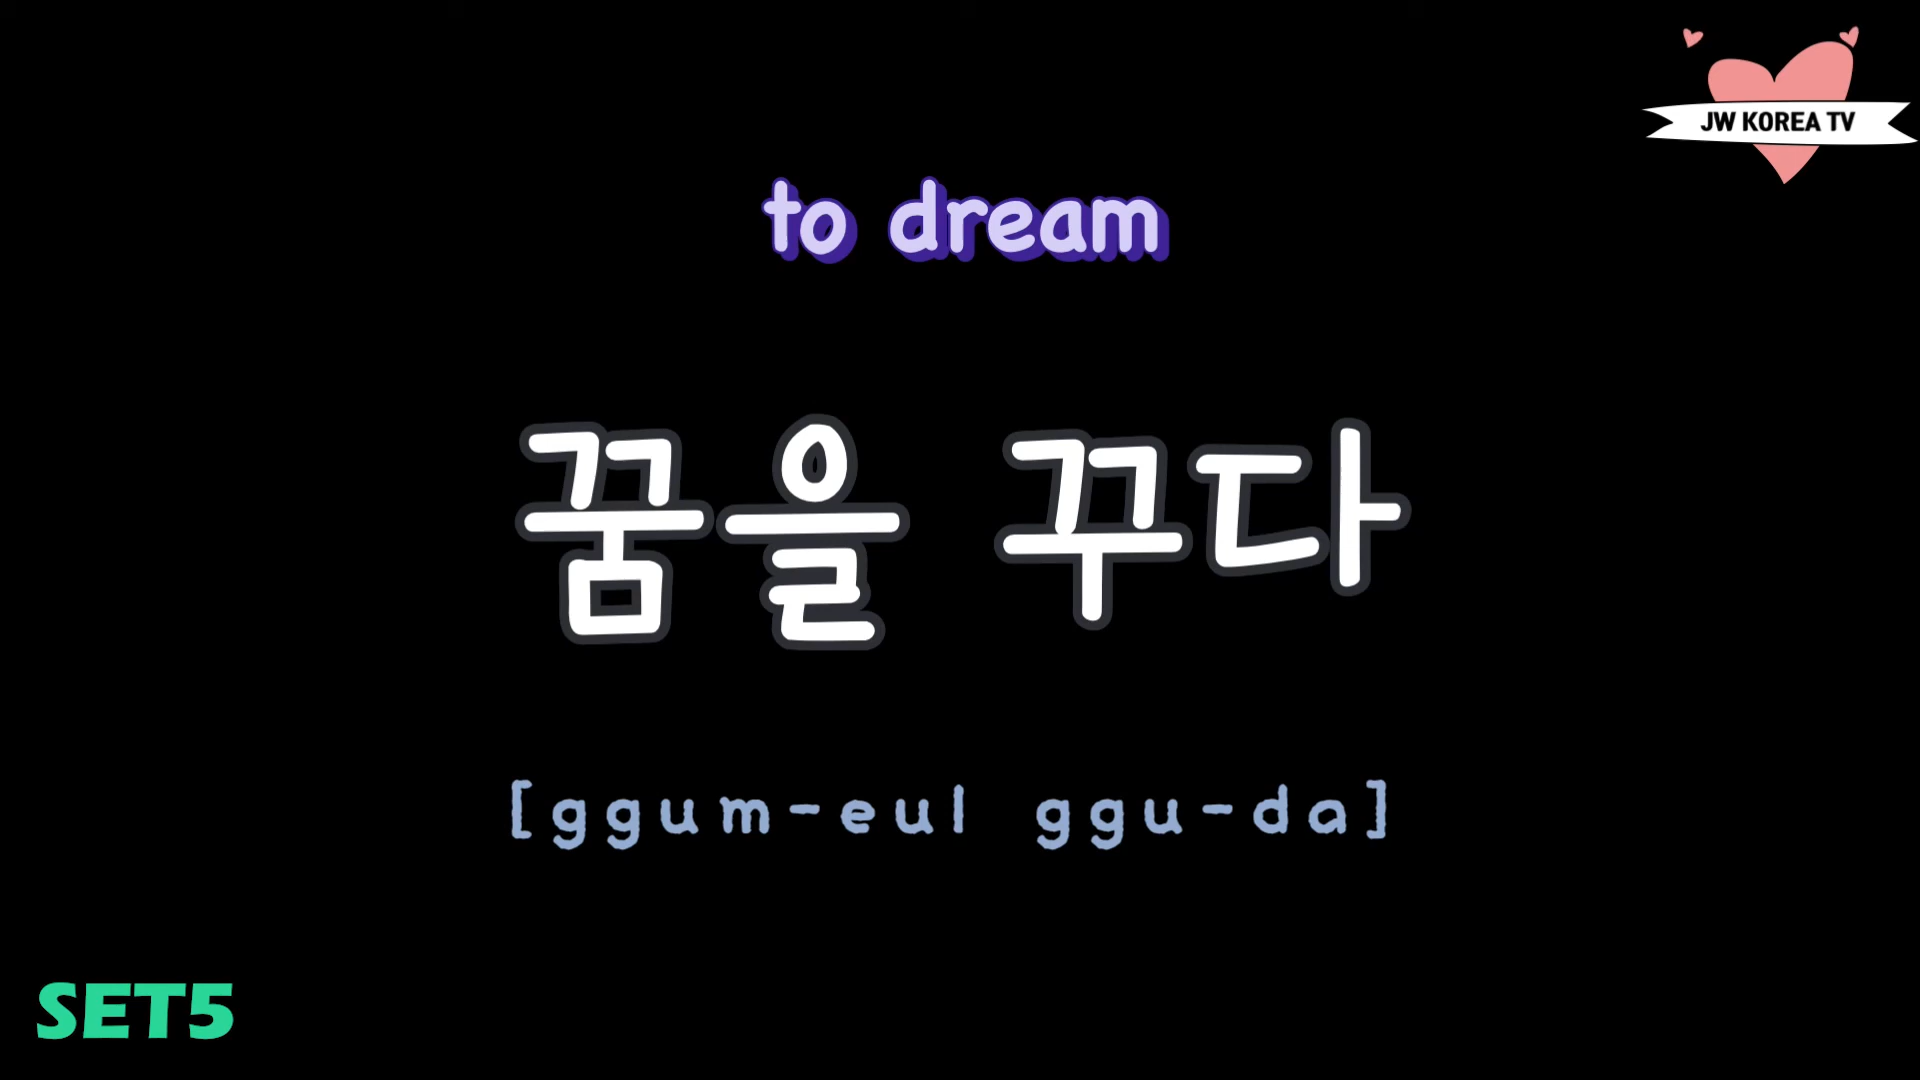 JW KOREA TV
to dream
꿈을 꾸다
[ggum-eul ggu-da]
SET5